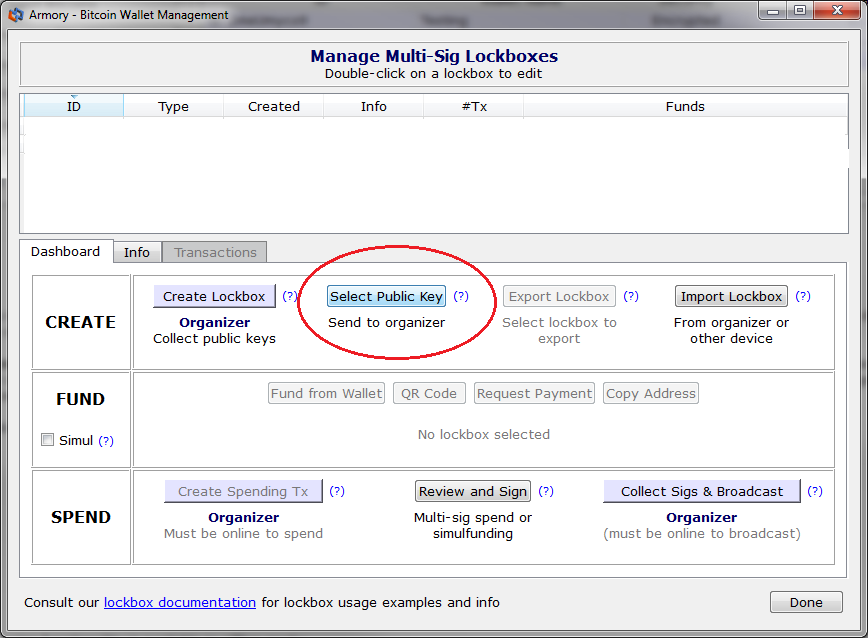 Armory - Bitcoin Wallet Management
Manage Multi-Sig Lockboxes
Double-click on a lockbox to edit
ID Type Created Info #Tx Funds
Dashboard Info Transactions
CREATE
Create Lockbox (?)
Organizer
Collect public keys
Select Public Key (?)
Send to organizer
Export Lockbox (?)
Select lockbox to
export
Import Lockbox (?)
From organizer or
other device
FUND
Simul (?)
Fund from Wallet QR Code Request Payment Copy Address
No lockbox selected
SPEND
Create Spending Tx (?)
Organizer
Must be online to spend
Review and Sign (?)
Multi-sig spend or
simulfunding
Collect Sigs & Broadcast (?)
Organizer
(must be online to broadcast)
Consult our lockbox documentation for lockbox usage examples and info
Done